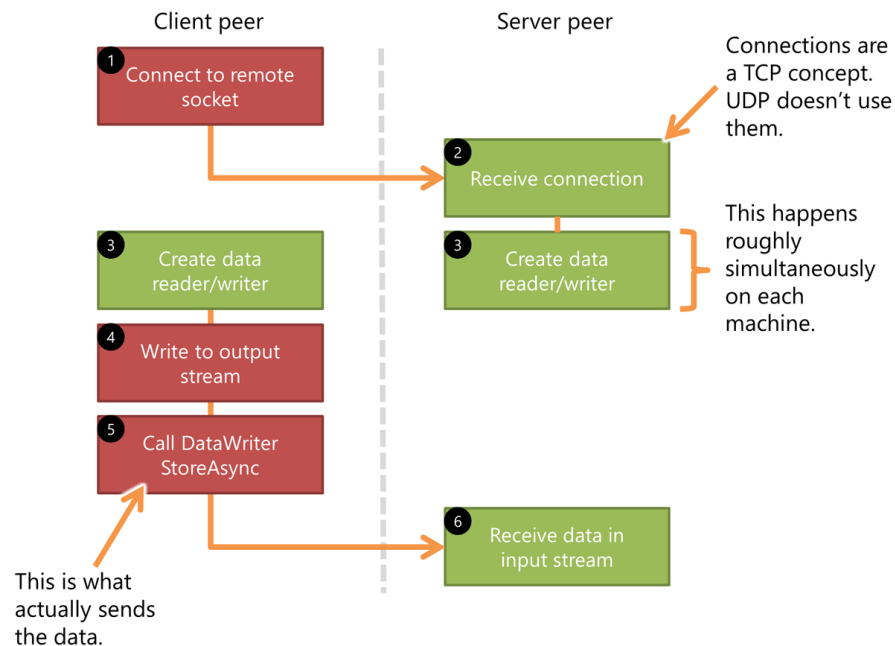 Client peer
Server peer
1
Connect to remote
socket
Connections are
a TCP concept.
UDP doesn't use
them.
2
Receive connection
3
Create data
reader/writer
3
Create data
reader/writer
This happens
roughly
simultaneously
on each
machine.
4
Write to output
stream
5
Call DataWriter
StoreAsync
6
Receive data in
input stream
This is what
actually sends
the data.